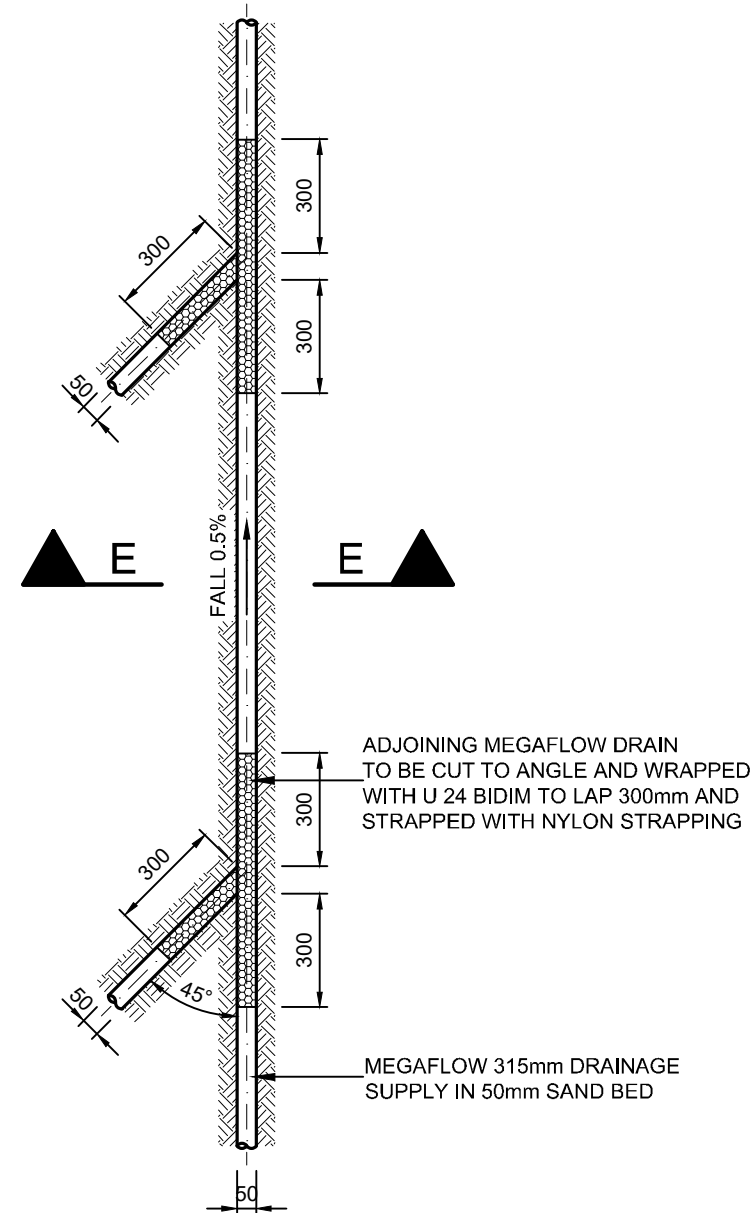 300
300
300
50
FALL 0.5%
E
E
ADJOINING MEGAFLOW DRAIN
TO BE CUT TO ANGLE AND WRAPPED
WITH U 24 BIDIM TO LAP 300mm AND
STRAPPED WITH NYLON STRAPPING
300
300
300
50
45°
MEGAFLOW 315mm DRAINAGE
SUPPLY IN 50mm SAND BED
50